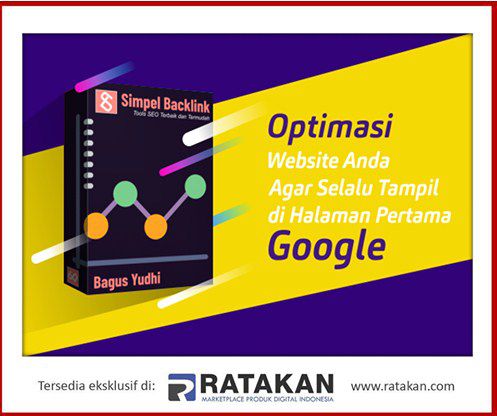 Simpel Backlink
Tools SEO Terbaik dan Termudah
Bagus Yudhi
Optimasi
Website Anda
Agar Selalu Tampil
di Halaman Pertama
Google
Tersedia eksklusif di:
RATAKAN
MARKETPLACE PRODUK DIGITAL INDONESIA
www.ratakan.com